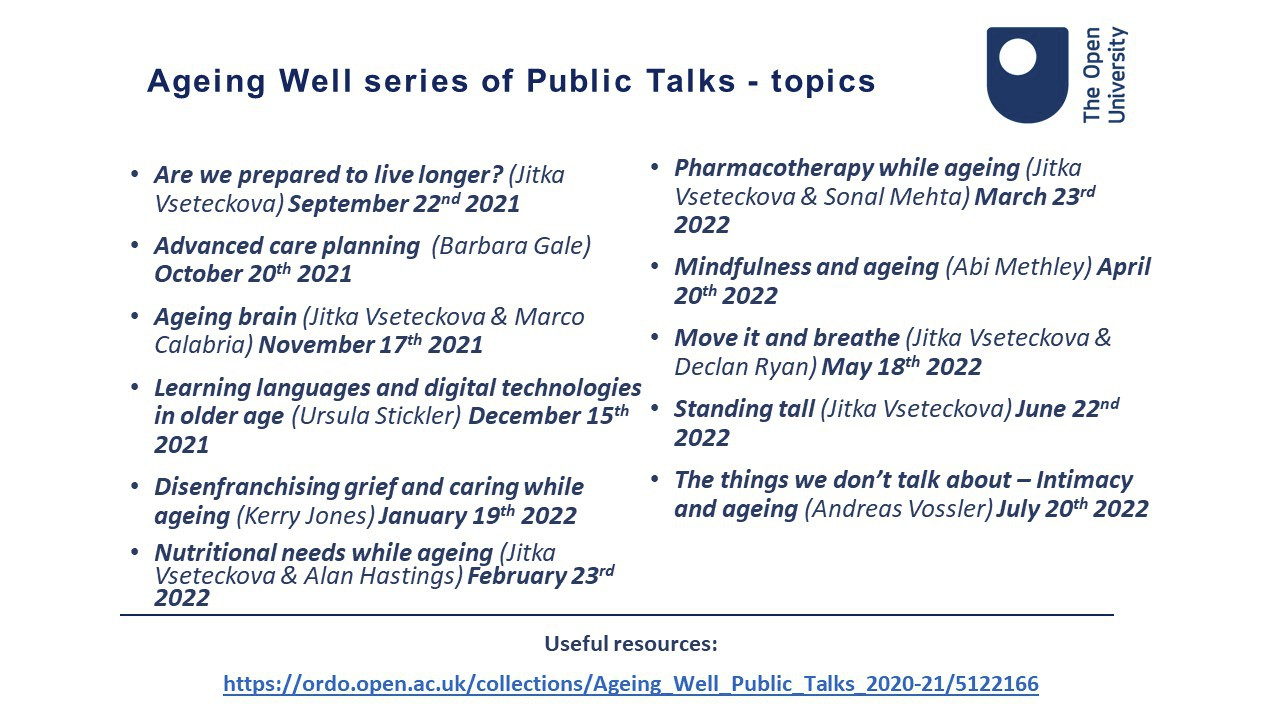 Ageing Well series of Public Talks - topics
The Open
University
• Are we prepared to live longer? (Jitka
Vseteckova) September 22nd 2021
• Advanced care planning (Barbara Gale)
October 20th 2021
• Ageing brain (Jitka Vseteckova & Marco
Calabria) November 17th 2021
• Learning languages and digital technologies
in older age (Ursula Stickler) December 15th
2021
• Disenfranchising grief and caring while
ageing (Kerry Jones) January 19th 2022
• Nutritional needs while ageing (Jitka
Vseteckova & Alan Hastings) February 23rd
2022
• Pharmacotherapy while ageing (Jitka
Vseteckova & Sonal Mehta) March 23rd
2022
• Mindfulness and ageing (Abi Methley) April
20th 2022
• Move it and breathe (Jitka Vseteckova &
Declan Ryan) May 18th 2022
• Standing tall (Jitka Vseteckova) June 22nd
2022
• The things we don’t talk about – Intimacy
and ageing (Andreas Vossler) July 20th 2022
Useful resources:
https://ordo.open.ac.uk/collections/Ageing_Well_Public_Talks_2020-21/5122166